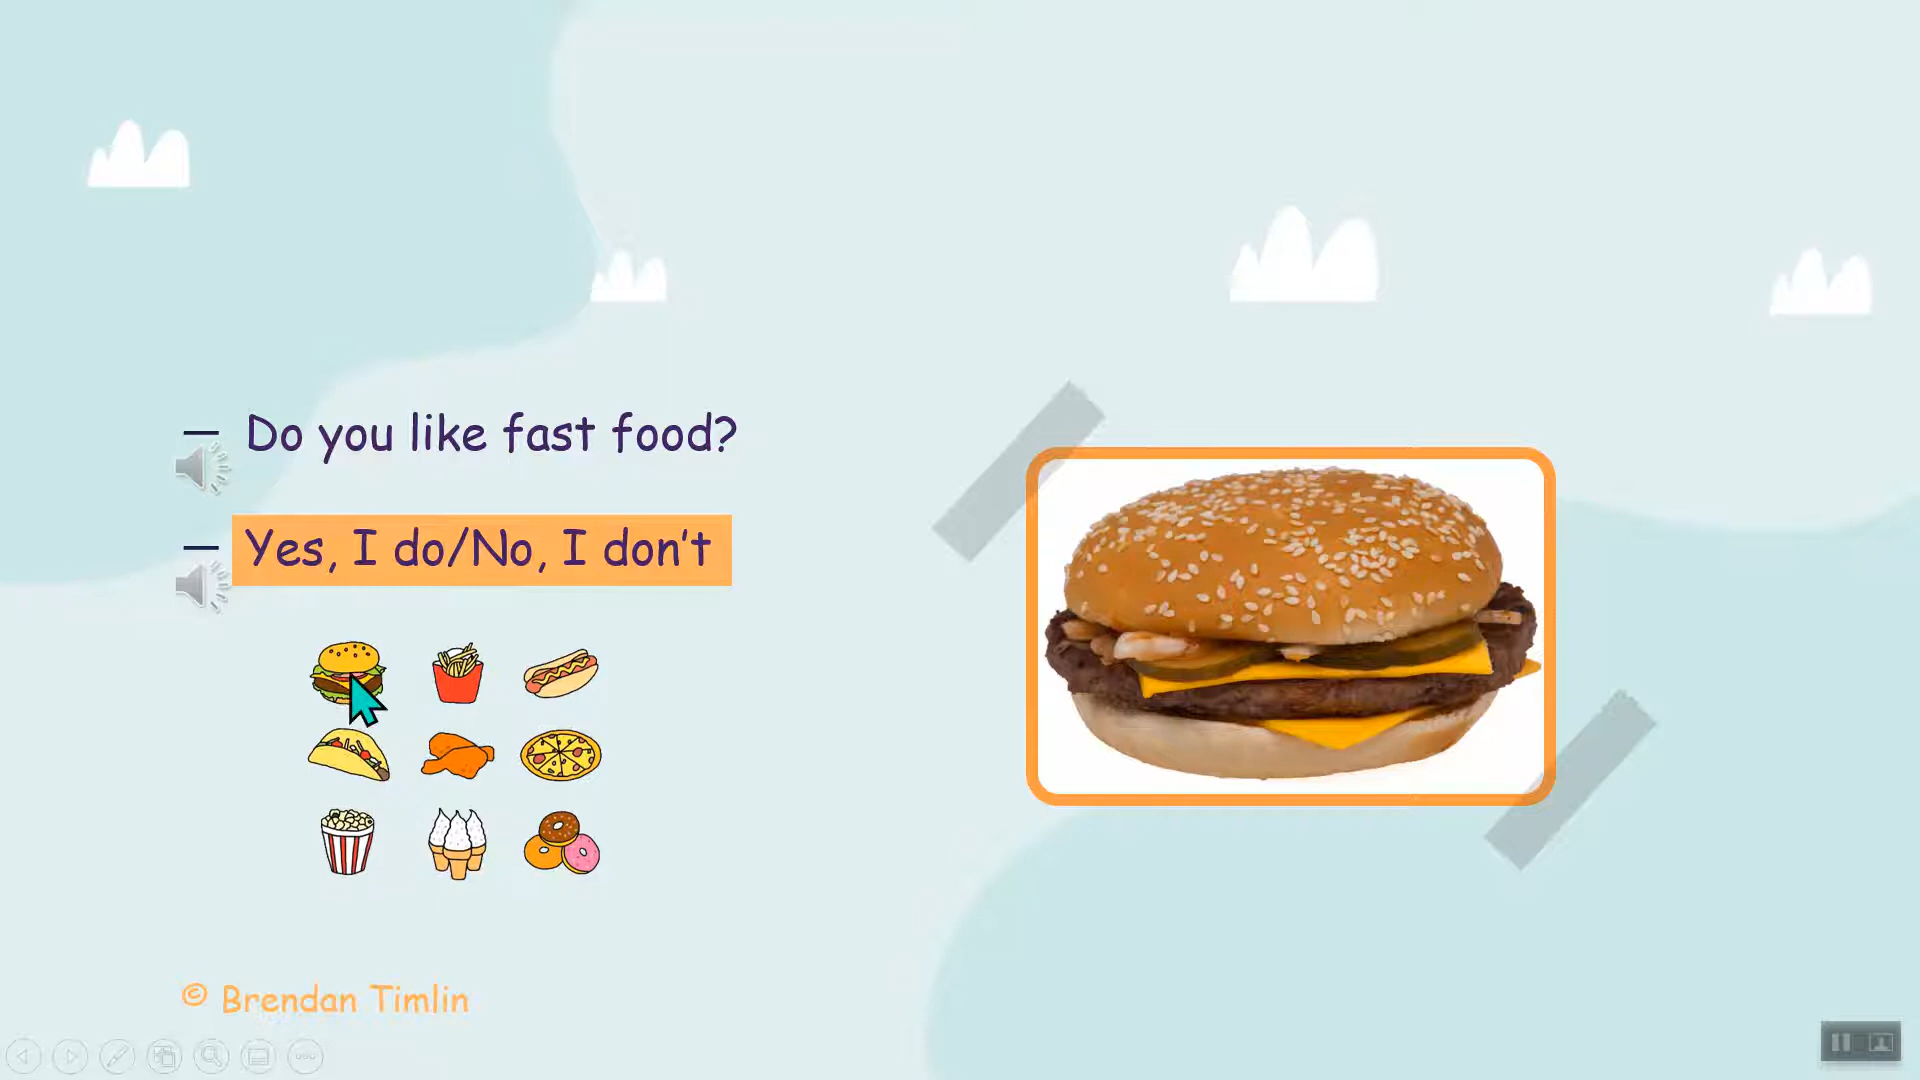 — Do you like fast food?
— Yes, I do/No, I don't
© Brendan Timlin